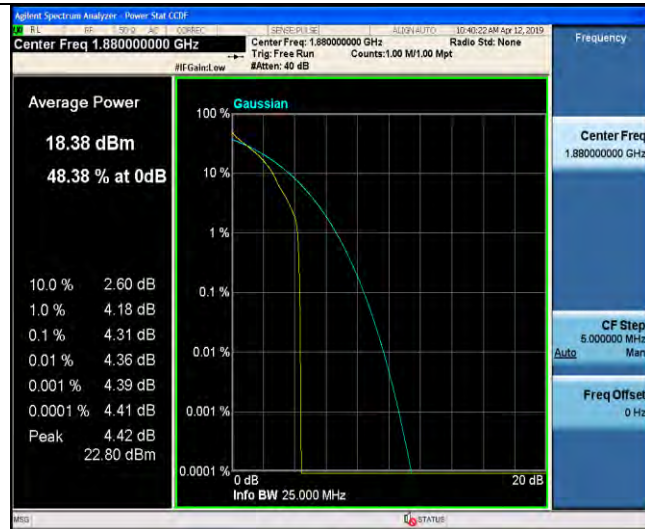 Agilent Spectrum Analyzer - Power Stat CCDF
RL RF 50 Ω AC CORREC SENSE:PULSE ALIGN AUTO 10:40:22 AM Apr 12, 2019
Center Freq 1.880000000 GHz
Center Freq: 1.880000000 GHz Radio Std: None
Trig: Free Run Counts:1.00 M/1.00 Mpt
#IFGain:Low #Atten: 40 dB
Frequency
Average Power
18.38 dBm
48.38 % at 0dB
10.0 % 2.60 dB
1.0 % 4.18 dB
0.1 % 4.31 dB
0.01 % 4.36 dB
0.001 % 4.39 dB
0.0001 % 4.41 dB
Peak 4.42 dB
22.80 dBm
Gaussian
100 %
10 %
1 %
0.1 %
0.01 %
0.001 %
0.0001 %
0 dB 20 dB
Info BW 25.000 MHz
Center Freq
1.880000000 GHz
CF Step
5.000000 MHz
Auto Man
Freq Offset
0 Hz
MSG STATUS